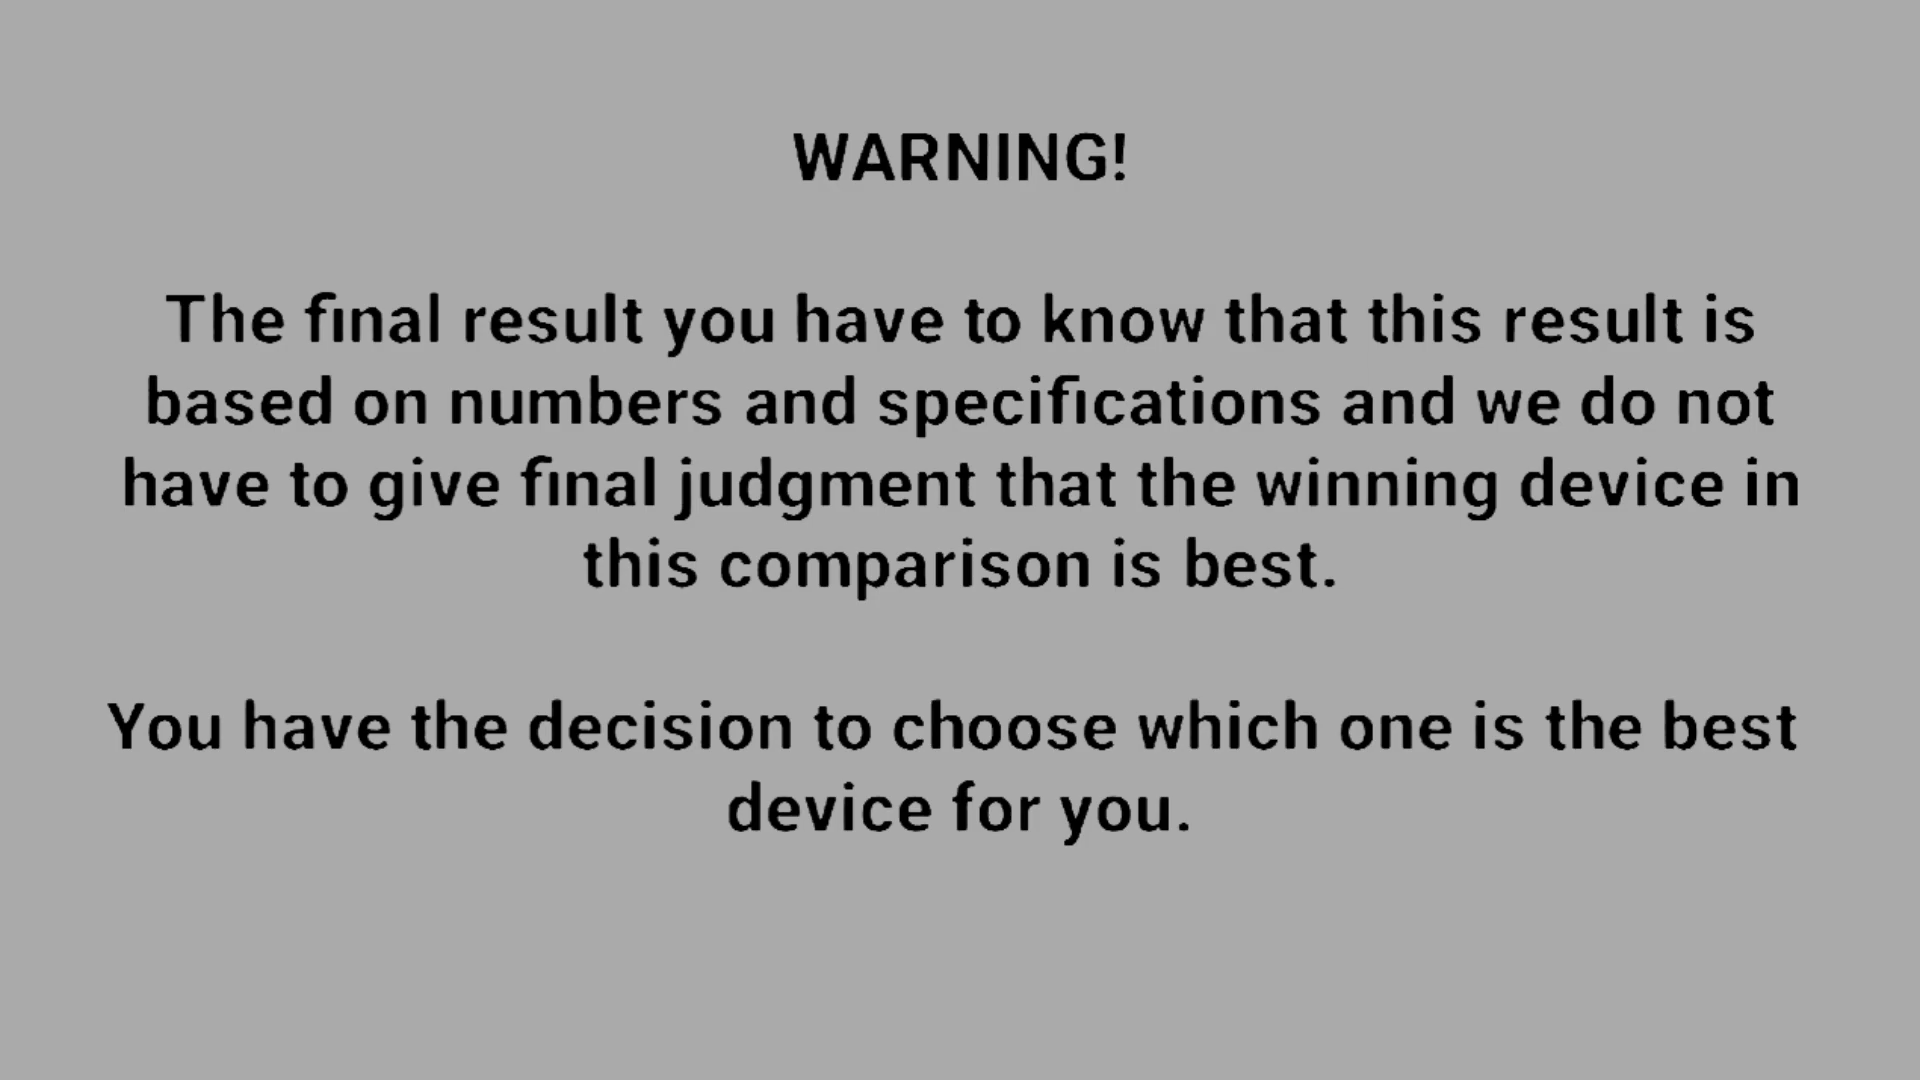 WARNING!
The final result you have to know that this result is
based on numbers and specifications and we do not
have to give final judgment that the winning device in
this comparison is best.
You have the decision to choose which one is the best
device for you.